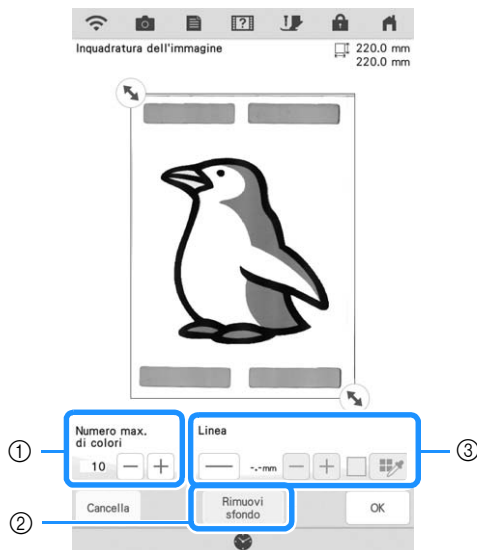 Inquadratura dell'immagine
220.0 mm
220.0 mm
Numero max.
di colori
10
Linea
-.-mm
Cancella
Rimuovi
sfondo
OK
①
②
③